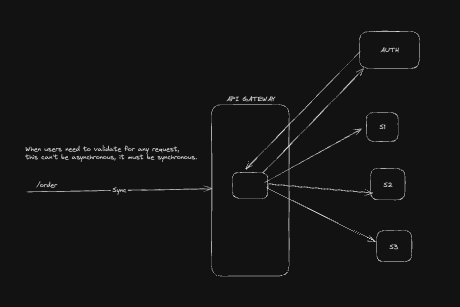 AUTH
API GATEWAY
S1
When users need to validate for any request,
this can't be asynchronous, it must be synchronous.
/order
Sync
S2
S3